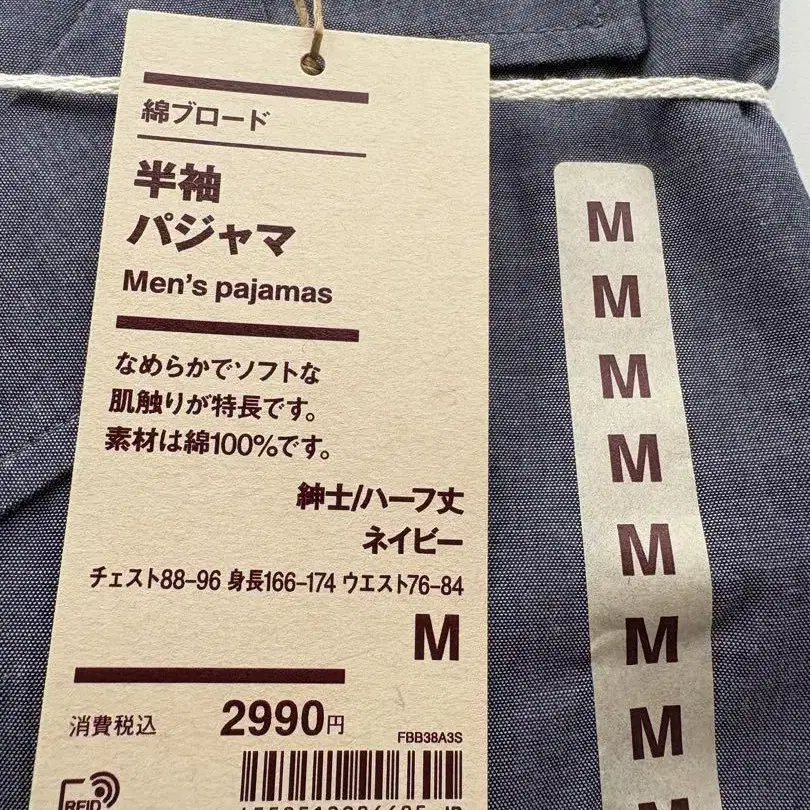 綿ブロード
半袖
パジャマ
Men's pajamas
なめらかでソフトな
肌触りが特長です。
素材は綿100%です。
紳士/ハーフ丈
ネイビー
チェスト88-96 身長166-174 ウエスト76-84
M
消費税込 2990円
FBB38A3S
RFID
M
M
M
M
M
M
M